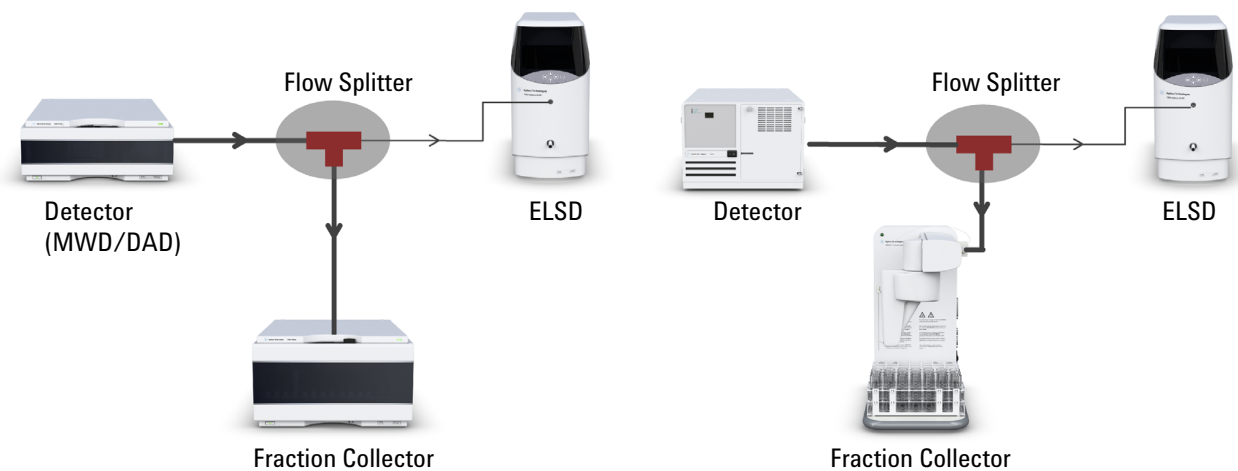 Flow Splitter
Detector
(MWD/DAD)
ELSD
Fraction Collector
Flow Splitter
Detector
ELSD
Fraction Collector